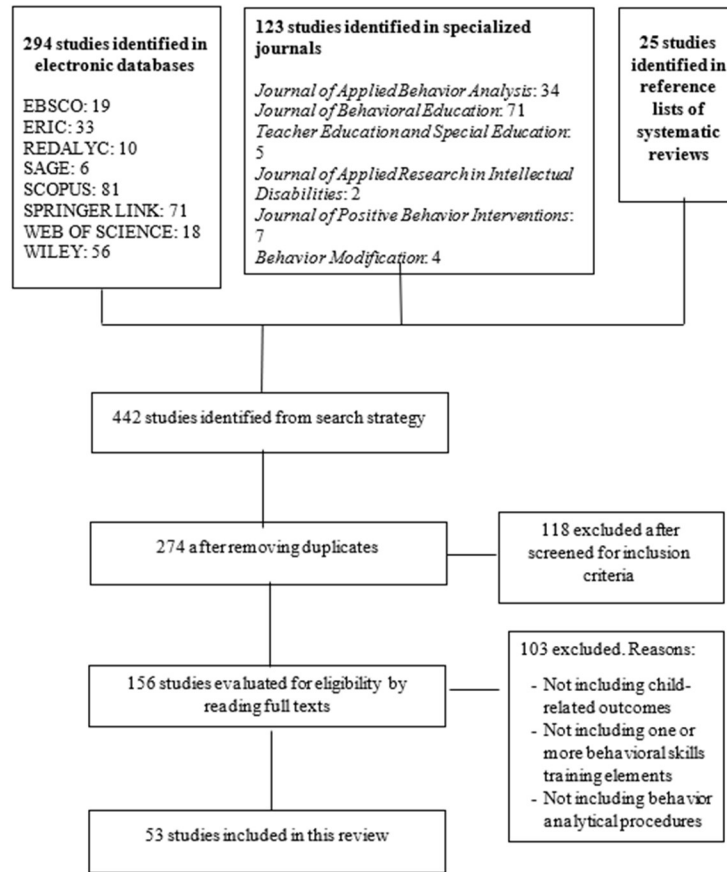 294 studies identified in
electronic databases
EBSCO: 19
ERIC: 33
REDALYC: 10
SAGE: 6
SCOPUS: 81
SPRINGER LINK: 71
WEB OF SCIENCE: 18
WILEY: 56
123 studies identified in specialized
journals
Journal of Applied Behavior Analysis: 34
Journal of Behavioral Education: 71
Teacher Education and Special Education:
5
Journal of Applied Research in Intellectual
Disabilities: 2
Journal of Positive Behavior Interventions:
7
Behavior Modification: 4
25 studies
identified in
reference
lists of
systematic
reviews
442 studies identified from search strategy
274 after removing duplicates
118 excluded after
screened for inclusion
criteria
156 studies evaluated for eligibility by
reading full texts
103 excluded. Reasons:
- Not including child-
related outcomes
- Not including one or
more behavioral skills
training elements
- Not including behavior
analytical procedures
53 studies included in this review